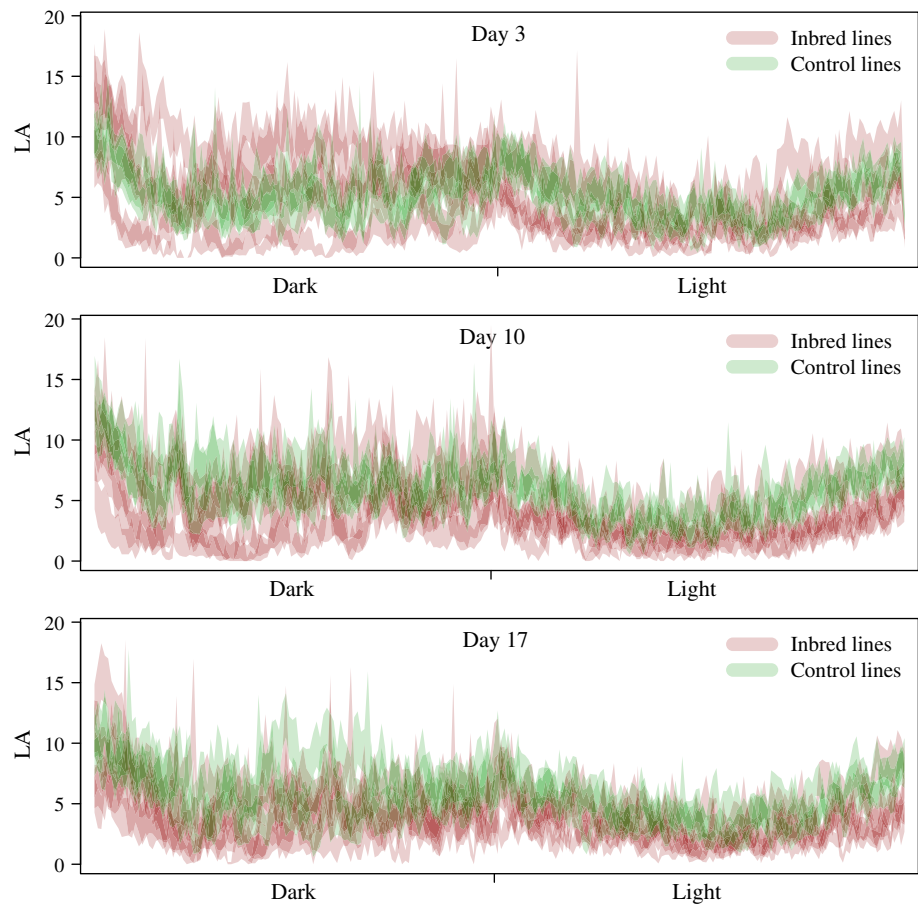 20
Day 3
Inbred lines
Control lines
15
LA
10
5
0
Dark
Light
20
Day 10
Inbred lines
Control lines
15
LA
10
5
0
Dark
Light
20
Day 17
Inbred lines
Control lines
15
LA
10
5
0
Dark
Light